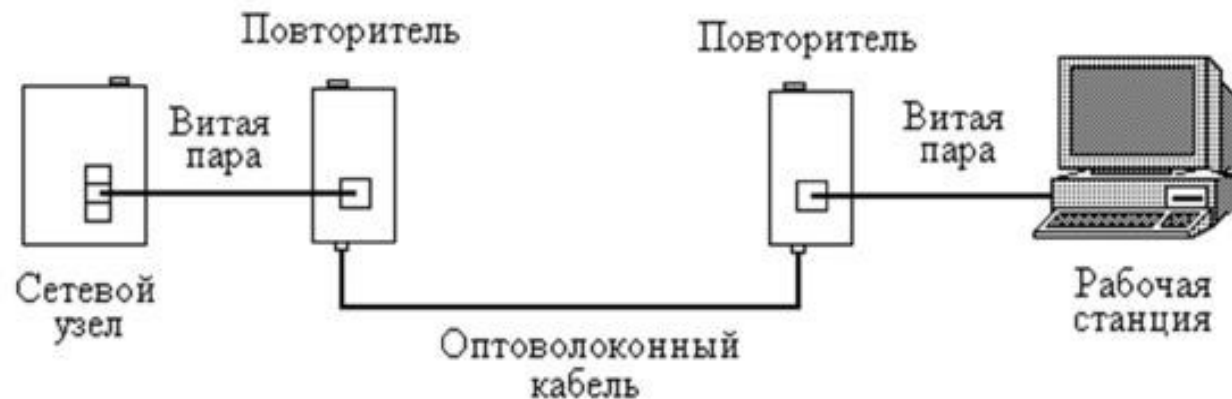 Повторитель
Повторитель
Витая
пара
Витая
пара
Сетевой
узел
Рабочая
станция
Оптоволоконный
кабель